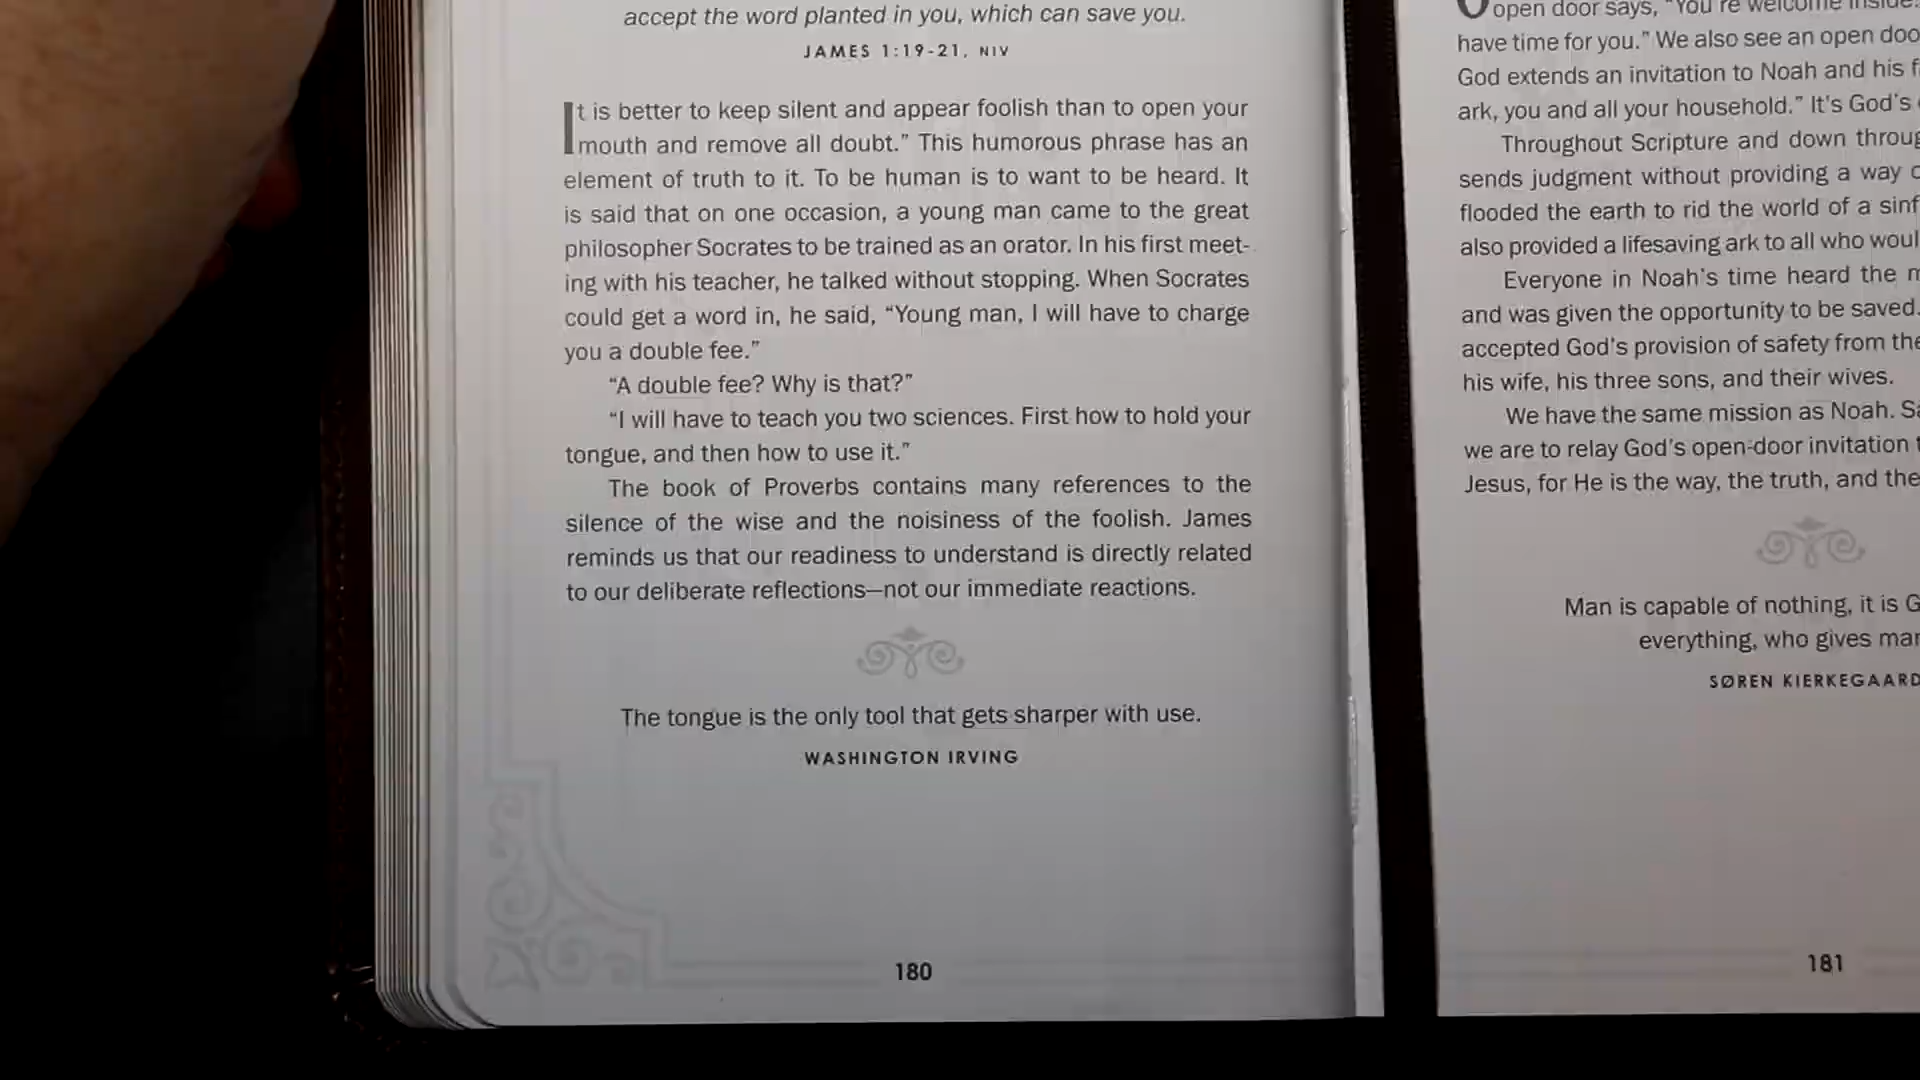 accept the word planted in you, which can save you.
JAMES 1:19-21, NIV
It is better to keep silent and appear foolish than to open your
mouth and remove all doubt.” This humorous phrase has an
element of truth to it. To be human is to want to be heard. It
is said that on one occasion, a young man came to the great
philosopher Socrates to be trained as an orator. In his first meet-
ing with his teacher, he talked without stopping. When Socrates
could get a word in, he said, “Young man, I will have to charge
you a double fee.”
“A double fee? Why is that?”
“I will have to teach you two sciences. First how to hold your
tongue, and then how to use it.”
The book of Proverbs contains many references to the
silence of the wise and the noisiness of the foolish. James
reminds us that our readiness to understand is directly related
to our deliberate reflections—not our immediate reactions.
The tongue is the only tool that gets sharper with use.
WASHINGTON IRVING
180
open door says, “You're welcome inside.
have time for you.” We also see an open
God extends an invitation to Noah and his
ark, you and all your household.” It's God's
Throughout Scripture and down
sends judgment without providing a way
flooded the earth to rid the world of a
also provided a lifesaving ark to all who
Everyone in Noah's time heard the
and was given the opportunity to be saved.
accepted God's provision of safety from
his wife, his three sons, and their wives.
We have the same mission as Noah.
we are to relay God's open-door invitation
Jesus, for He is the way, the truth, and the
Man is capable of nothing, it is
everything, who gives
SØREN KIERKEGAARD
181